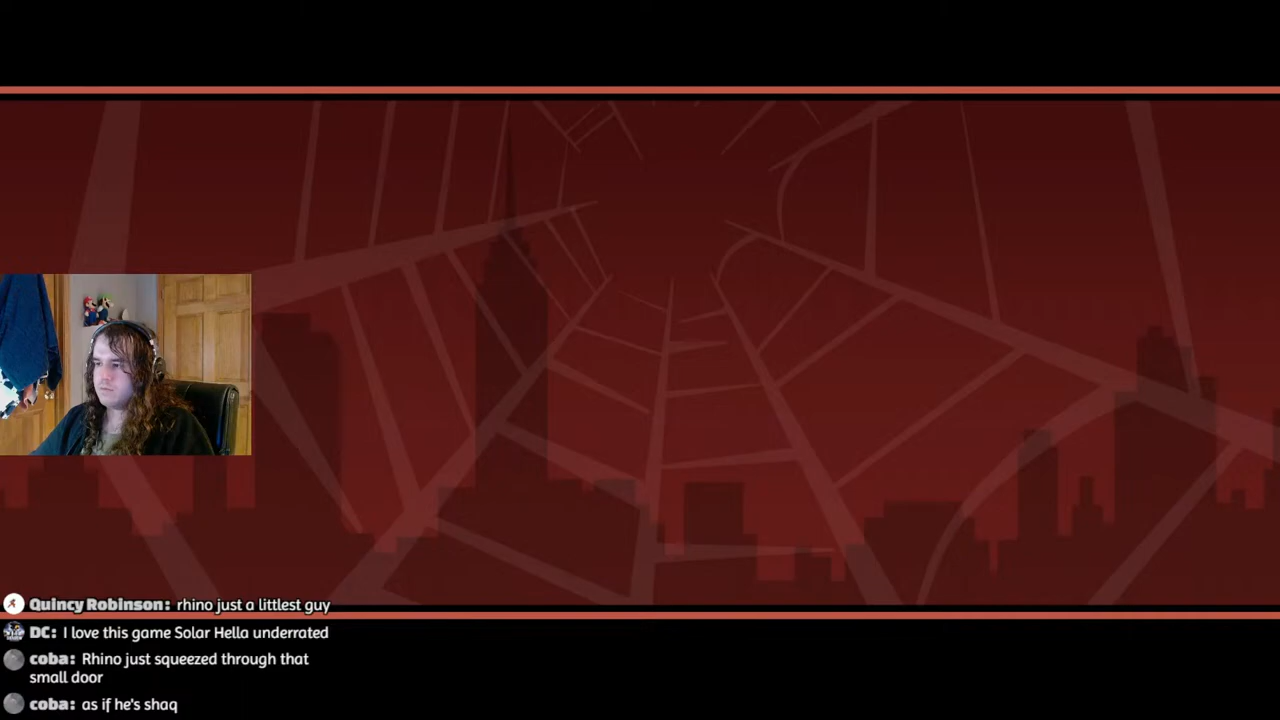 Quincy Robinson: rhino just a littlest guy
DC: I love this game Solar Hella underrated
coba: Rhino just squeezed through that
small door
coba: as if he's shaq